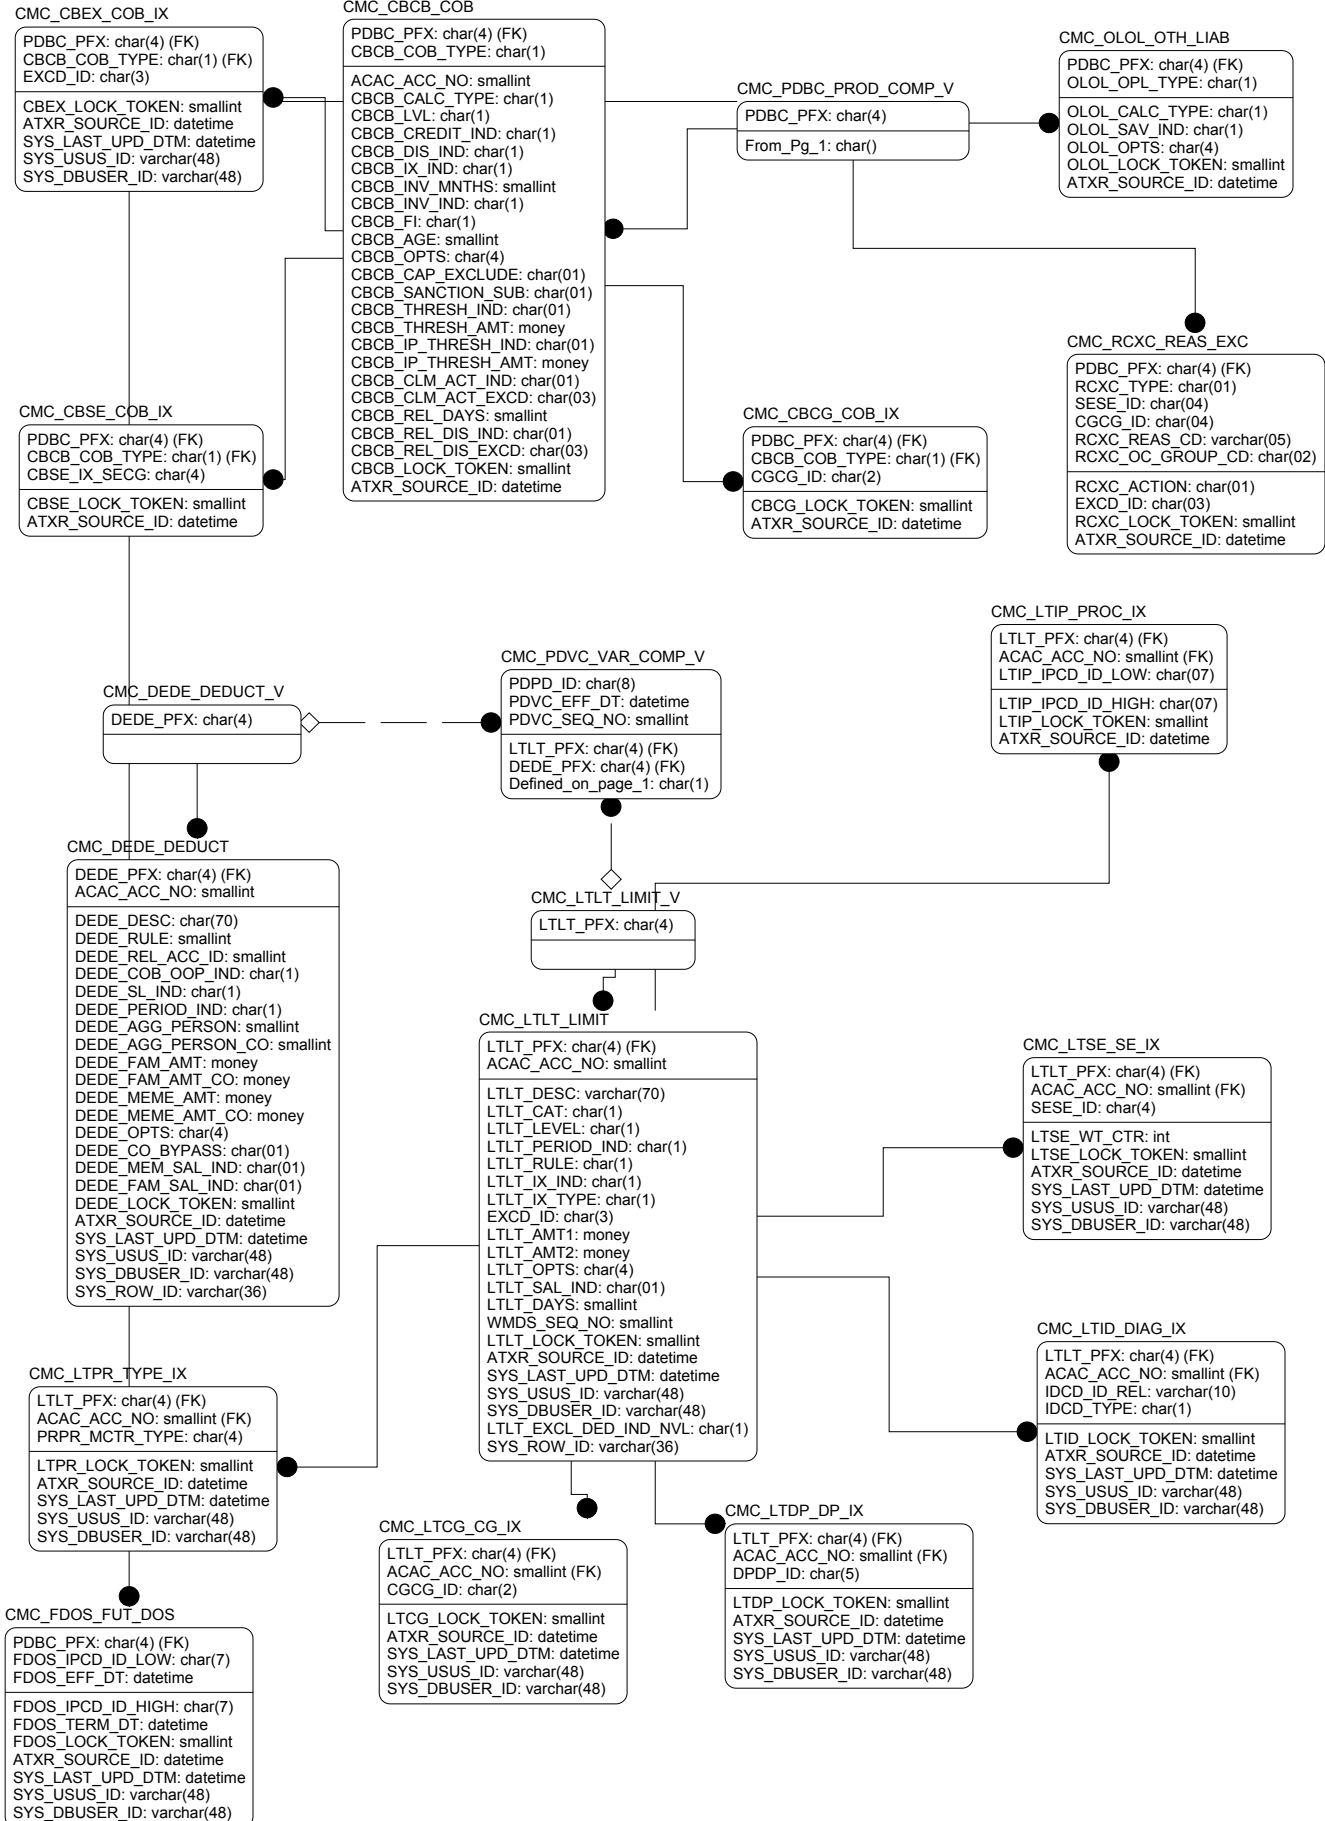 CMC_CBEX_COB_IX
PDBC_PFX: char(4) (FK)
CBCB_COB_TYPE: char(1) (FK)
EXCD_ID: char(3)
CBEX_LOCK_TOKEN: smallint
ATXR_SOURCE_ID: datetime
SYS_LAST_UPD_DTM: datetime
SYS_USUS_ID: varchar(48)
SYS_DBUSER_ID: varchar(48)
CMC_CBCB_COB
PDBC_PFX: char(4) (FK)
CBCB_COB_TYPE: char(1)
ACAC_ACC_NO: smallint
CBCB_CALC_TYPE: char(1)
CBCB_LVL: char(1)
CBCB_CREDIT_IND: char(1)
CBCB_DIS_IND: char(1)
CBCB_IX_IND: char(1)
CBCB_INV_MNTHS: smallint
CBCB_INV_IND: char(1)
CBCB_FI: char(1)
CBCB_AGE: smallint
CBCB_OPTS: char(4)
CBCB_CAP_EXCLUDE: char(01)
CBCB_SANCTION_SUB: char(01)
CBCB_THRESH_IND: char(01)
CBCB_THRESH_AMT: money
CBCB_IP_THRESH_IND: char(01)
CBCB_IP_THRESH_AMT: money
CBCB_CLM_ACT_IND: char(01)
CBCB_CLM_ACT_EXCD: char(03)
CBCB_REL_DAYS: smallint
CBCB_REL_DIS_IND: char(01)
CBCB_REL_DIS_EXCD: char(03)
CBCB_LOCK_TOKEN: smallint
ATXR_SOURCE_ID: datetime
CMC_PDBC_PROD_COMP_V
PDBC_PFX: char(4)
From_Pg_1: char()
CMC_OLOL_OTH_LIAB
PDBC_PFX: char(4) (FK)
OLOL_OPL_TYPE: char(1)
OLOL_CALC_TYPE: char(1)
OLOL_SAV_IND: char(1)
OLOL_OPTS: char(4)
OLOL_LOCK_TOKEN: smallint
ATXR_SOURCE_ID: datetime
CMC_RCXC_REAS_EXC
PDBC_PFX: char(4) (FK)
RCXC_TYPE: char(01)
SESE_ID: char(04)
CGCG_ID: char(04)
RCXC_REAS_CD: varchar(05)
RCXC_OC_GROUP_CD: char(02)
RCXC_ACTION: char(01)
EXCD_ID: char(03)
RCXC_LOCK_TOKEN: smallint
ATXR_SOURCE_ID: datetime
CMC_CBSE_COB_IX
PDBC_PFX: char(4) (FK)
CBCB_COB_TYPE: char(1) (FK)
CBSE_IX_SECG: char(4)
CBSE_LOCK_TOKEN: smallint
ATXR_SOURCE_ID: datetime
CMC_CBCG_COB_IX
PDBC_PFX: char(4) (FK)
CBCB_COB_TYPE: char(1) (FK)
CGCG_ID: char(2)
CBCG_LOCK_TOKEN: smallint
ATXR_SOURCE_ID: datetime
CMC_LTIP_PROC_IX
LTLT_PFX: char(4) (FK)
ACAC_ACC_NO: smallint (FK)
LTIP_IPCD_ID_LOW: char(07)
LTIP_IPCD_ID_HIGH: char(07)
LTIP_LOCK_TOKEN: smallint
ATXR_SOURCE_ID: datetime
CMC_DEDE_DEDUCT_V
DEDE_PFX: char(4)
CMC_PDVC_VAR_COMP_V
PDPD_ID: char(8)
PDVC_EFF_DT: datetime
PDVC_SEQ_NO: smallint
LTLT_PFX: char(4) (FK)
DEDE_PFX: char(4) (FK)
Defined_on_page_1: char(1)
CMC_DEDE_DEDUCT
DEDE_PFX: char(4) (FK)
ACAC_ACC_NO: smallint
DEDE_DESC: char(70)
DEDE_RULE: smallint
DEDE_REL_ACC_ID: smallint
DEDE_COB_OOP_IND: char(1)
DEDE_SL_IND: char(1)
DEDE_PERIOD_IND: char(1)
DEDE_AGG_PERSON: smallint
DEDE_AGG_PERSON_CO: smallint
DEDE_FAM_AMT: money
DEDE_FAM_AMT_CO: money
DEDE_MEME_AMT: money
DEDE_MEME_AMT_CO: money
DEDE_OPTS: char(4)
DEDE_CO_BYPASS: char(01)
DEDE_MEM_SAL_IND: char(01)
DEDE_FAM_SAL_IND: char(01)
DEDE_LOCK_TOKEN: smallint
ATXR_SOURCE_ID: datetime
SYS_LAST_UPD_DTM: datetime
SYS_USUS_ID: varchar(48)
SYS_DBUSER_ID: varchar(48)
SYS_ROW_ID: varchar(36)
CMC_LTLT_LIMIT_V
LTLT_PFX: char(4)
CMC_LTLT_LIMIT
LTLT_PFX: char(4) (FK)
ACAC_ACC_NO: smallint
LTLT_DESC: varchar(70)
LTLT_CAT: char(1)
LTLT_LEVEL: char(1)
LTLT_PERIOD_IND: char(1)
LTLT_RULE: char(1)
LTLT_IX_IND: char(1)
LTLT_IX_TYPE: char(1)
EXCD_ID: char(3)
LTLT_AMT1: money
LTLT_AMT2: money
LTLT_OPTS: char(4)
LTLT_SAL_IND: char(01)
LTLT_DAYS: smallint
WMDS_SEQ_NO: smallint
LTLT_LOCK_TOKEN: smallint
ATXR_SOURCE_ID: datetime
SYS_LAST_UPD_DTM: datetime
SYS_USUS_ID: varchar(48)
SYS_DBUSER_ID: varchar(48)
LTLT_EXCL_DED_IND_NVL: char(1)
SYS_ROW_ID: varchar(36)
CMC_LTSE_SE_IX
LTLT_PFX: char(4) (FK)
ACAC_ACC_NO: smallint (FK)
SESE_ID: char(4)
LTSE_WT_CTR: int
LTSE_LOCK_TOKEN: smallint
ATXR_SOURCE_ID: datetime
SYS_LAST_UPD_DTM: datetime
SYS_USUS_ID: varchar(48)
SYS_DBUSER_ID: varchar(48)
CMC_LTID_DIAG_IX
LTLT_PFX: char(4) (FK)
ACAC_ACC_NO: smallint (FK)
IDCD_ID_REL: varchar(10)
IDCD_TYPE: char(1)
LTID_LOCK_TOKEN: smallint
ATXR_SOURCE_ID: datetime
SYS_LAST_UPD_DTM: datetime
SYS_USUS_ID: varchar(48)
SYS_DBUSER_ID: varchar(48)
CMC_LTPR_TYPE_IX
LTLT_PFX: char(4) (FK)
ACAC_ACC_NO: smallint (FK)
PRPR_MCTR_TYPE: char(4)
LTPR_LOCK_TOKEN: smallint
ATXR_SOURCE_ID: datetime
SYS_LAST_UPD_DTM: datetime
SYS_USUS_ID: varchar(48)
SYS_DBUSER_ID: varchar(48)
CMC_LTCG_CG_IX
LTLT_PFX: char(4) (FK)
ACAC_ACC_NO: smallint (FK)
CGCG_ID: char(2)
LTCG_LOCK_TOKEN: smallint
ATXR_SOURCE_ID: datetime
SYS_LAST_UPD_DTM: datetime
SYS_USUS_ID: varchar(48)
SYS_DBUSER_ID: varchar(48)
CMC_LTDP_DP_IX
LTLT_PFX: char(4) (FK)
ACAC_ACC_NO: smallint (FK)
DPDP_ID: char(5)
LTDP_LOCK_TOKEN: smallint
ATXR_SOURCE_ID: datetime
SYS_LAST_UPD_DTM: datetime
SYS_USUS_ID: varchar(48)
SYS_DBUSER_ID: varchar(48)
CMC_FDOS_FUT_DOS
PDBC_PFX: char(4) (FK)
FDOS_IPCD_ID_LOW: char(7)
FDOS_EFF_DT: datetime
FDOS_IPCD_ID_HIGH: char(7)
FDOS_TERM_DT: datetime
FDOS_LOCK_TOKEN: smallint
ATXR_SOURCE_ID: datetime
SYS_LAST_UPD_DTM: datetime
SYS_USUS_ID: varchar(48)
SYS_DBUSER_ID: varchar(48)